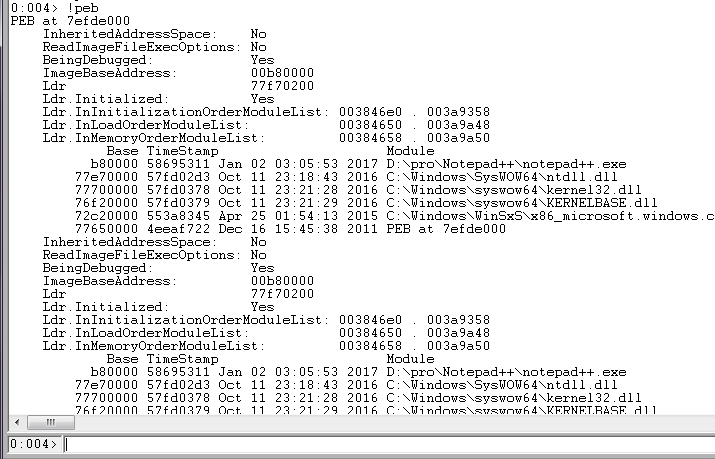 0:004> !peb
PEB at 7efde000
InheritedAddressSpace: No
ReadImageFileExecOptions: No
BeingDebugged: Yes
ImageBaseAddress: 00b80000
Ldr 77f70200
Ldr.Initialized: Yes
Ldr.InInitializationOrderModuleList: 003846e0 . 003a9358
Ldr.InLoadOrderModuleList: 00384650 . 003a9a48
Ldr.InMemoryOrderModuleList: 00384658 . 003a9a50
Base TimeStamp Module
b80000 58695311 Jan 02 03:05:53 2017 D:\pro\Notepad++\notepad++.exe
77e70000 57fd02d3 Oct 11 23:18:43 2016 C:\Windows\SysWOW64\ntdll.dll
77700000 57fd0378 Oct 11 23:21:28 2016 C:\Windows\syswow64\kernel32.dll
76f20000 57fd0379 Oct 11 23:21:29 2016 C:\Windows\syswow64\KERNELBASE.dll
72c20000 553a8345 Apr 25 01:54:13 2015 C:\Windows\WinSxS\x86_microsoft.windows.c
77650000 4eeaf722 Dec 16 15:45:38 2011 PEB at 7efde000
InheritedAddressSpace: No
ReadImageFileExecOptions: No
BeingDebugged: Yes
ImageBaseAddress: 00b80000
Ldr 77f70200
Ldr.Initialized: Yes
Ldr.InInitializationOrderModuleList: 003846e0 . 003a9358
Ldr.InLoadOrderModuleList: 00384650 . 003a9a48
Ldr.InMemoryOrderModuleList: 00384658 . 003a9a50
Base TimeStamp Module
b80000 58695311 Jan 02 03:05:53 2017 D:\pro\Notepad++\notepad++.exe
77e70000 57fd02d3 Oct 11 23:18:43 2016 C:\Windows\SysWOW64\ntdll.dll
77700000 57fd0378 Oct 11 23:21:28 2016 C:\Windows\syswow64\kernel32.dll
76f20000 57fd0379 Oct 11 23:21:29 2016 C:\Windows\syswow64\KERNELBASE.dll
0:004>